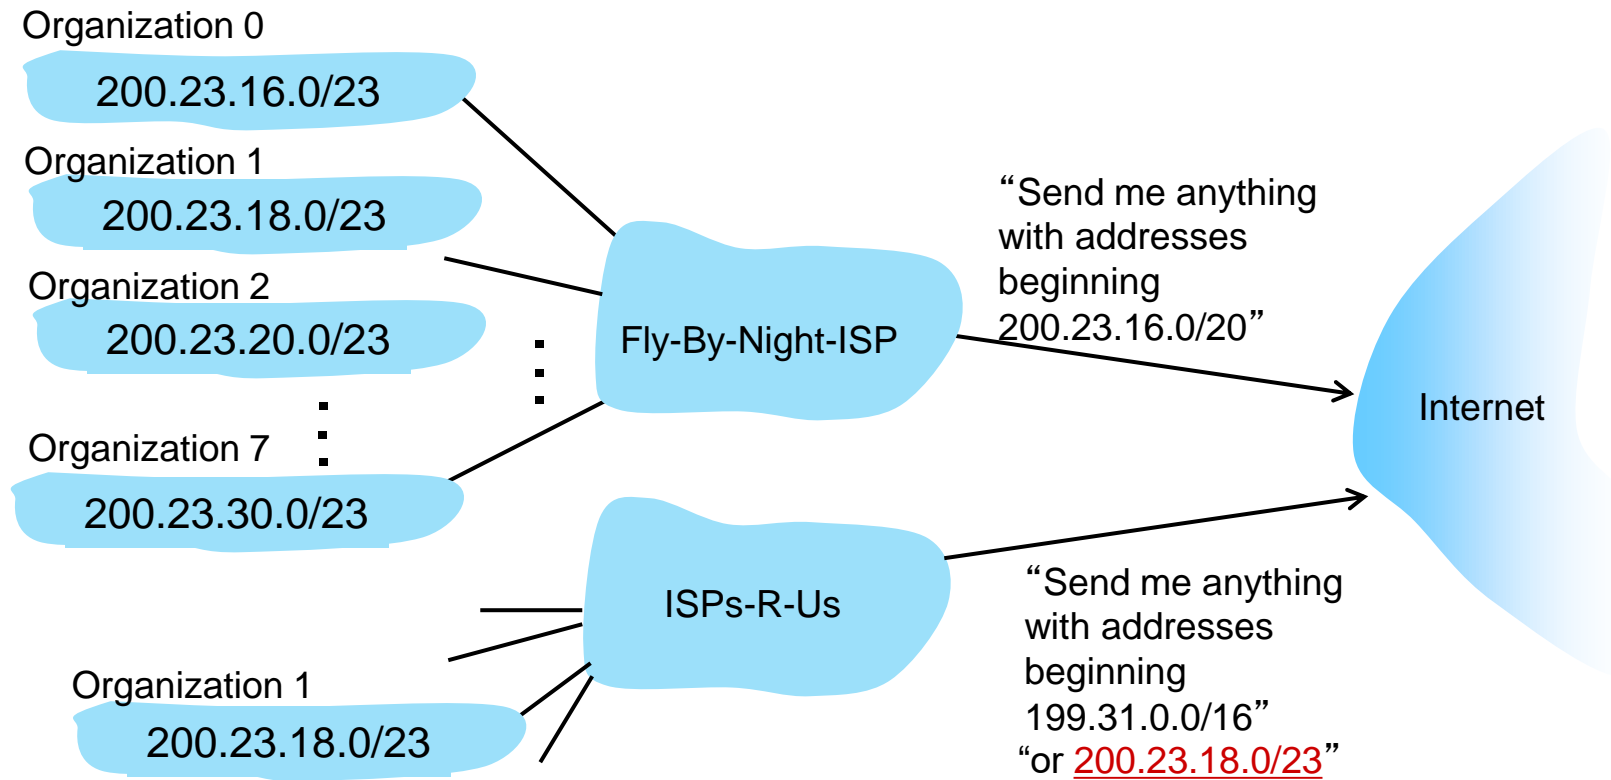 Organization 0
200.23.16.0/23
Organization 1
200.23.18.0/23
Organization 2
200.23.20.0/23
Organization 7
200.23.30.0/23
Fly-By-Night-ISP
“Send me anything
with addresses
beginning
200.23.16.0/20”
Internet
ISPs-R-Us
Organization 1
200.23.18.0/23
“Send me anything
with addresses
beginning
199.31.0.0/16”
“or 200.23.18.0/23”